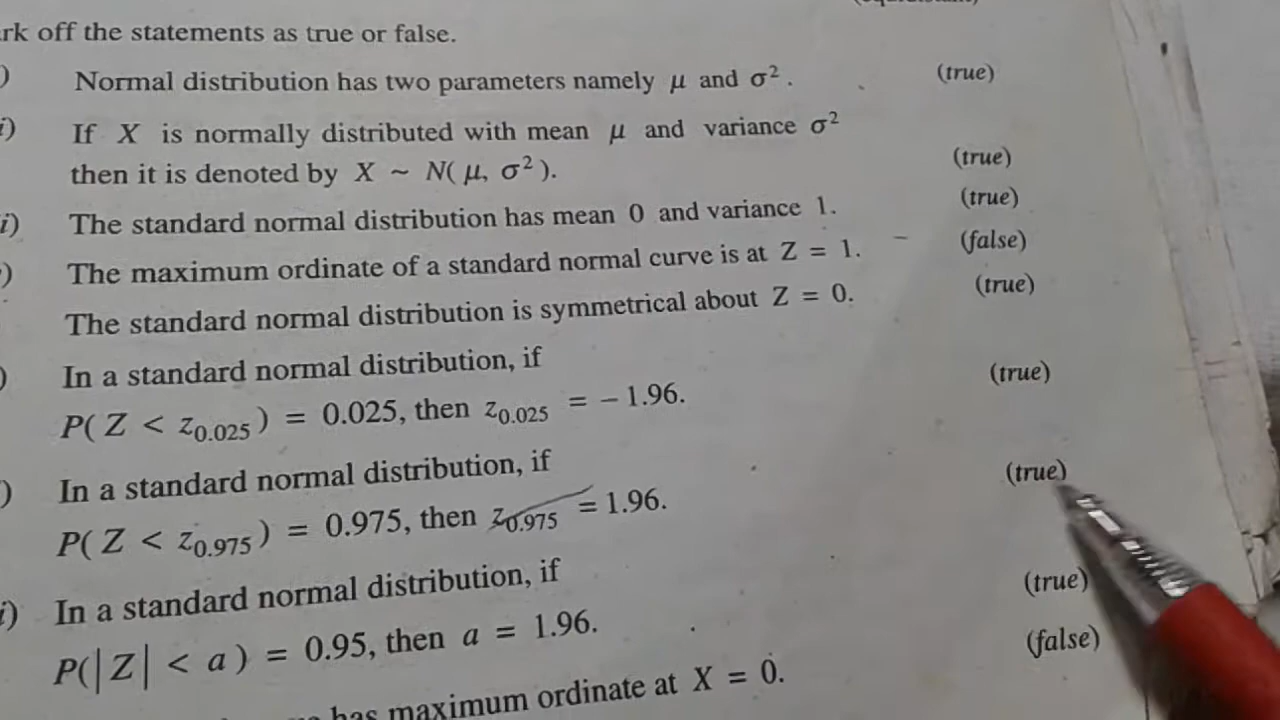 rk off the statements as true or false.
) Normal distribution has two parameters namely μ and σ². (true)
i) If X is normally distributed with mean μ and variance σ²
then it is denoted by X ~ N( μ, σ² ). (true)
i) The standard normal distribution has mean 0 and variance 1. (true)
) The maximum ordinate of a standard normal curve is at Z = 1. (false)
The standard normal distribution is symmetrical about Z = 0. (true)
) In a standard normal distribution, if
P( Z < z₀.₀₂₅ ) = 0.025, then z₀.₀₂₅ = − 1.96. (true)
) In a standard normal distribution, if
P( Z < z₀.₉₇₅ ) = 0.975, then z₀.₉₇₅ = 1.96. (true)
i) In a standard normal distribution, if
P(|Z| < a ) = 0.95, then a = 1.96. (true)
has maximum ordinate at X = 0. (false)